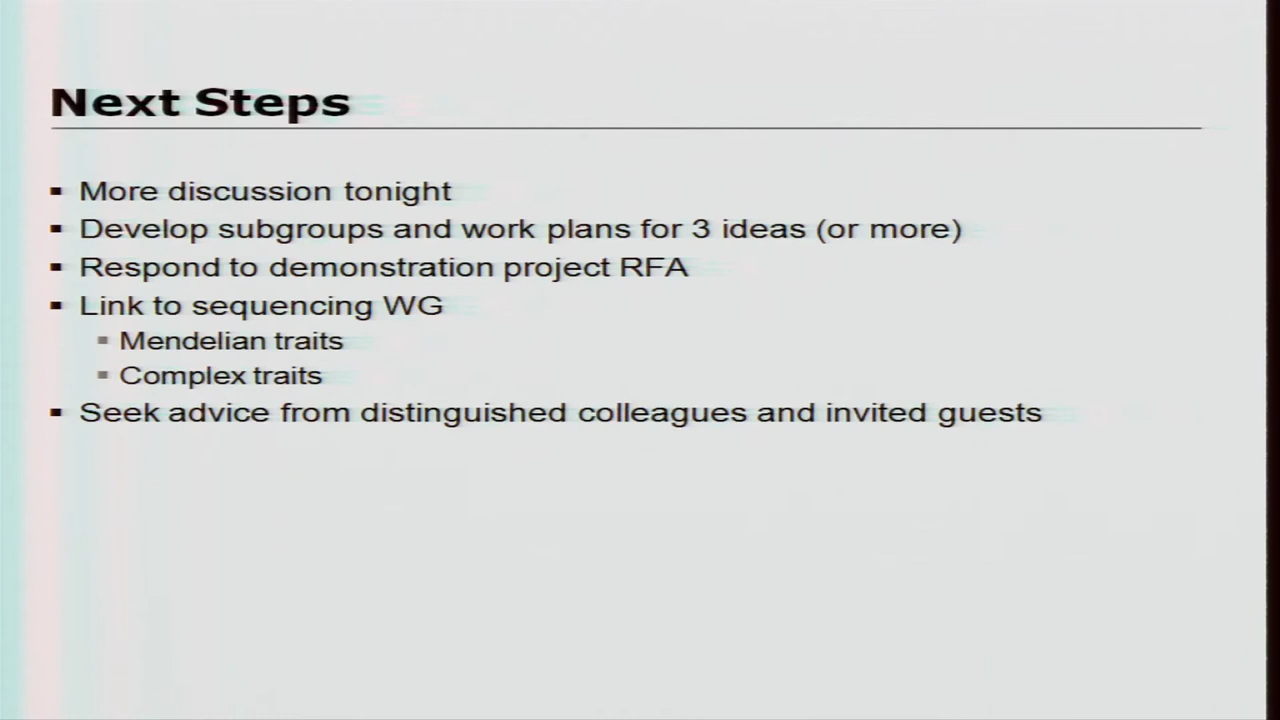 Next Steps
More discussion tonight
Develop subgroups and work plans for 3 ideas (or more)
Respond to demonstration project RFA
Link to sequencing WG
Mendelian traits
Complex traits
Seek advice from distinguished colleagues and invited guests